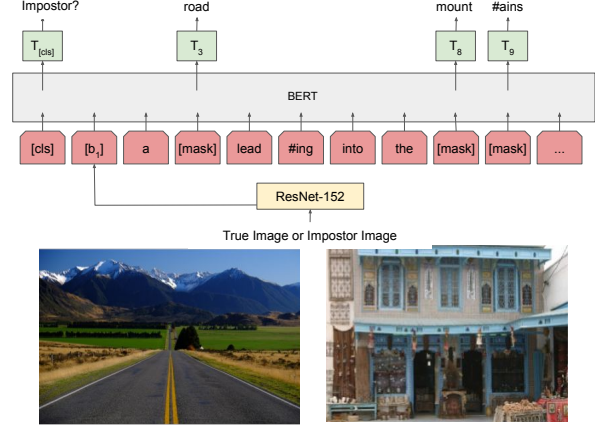 Impostor? road mount #ains
T[cls] T3 T8 T9
BERT
[cls] [b1] a [mask] lead #ing into the [mask] [mask] ...
ResNet-152
True Image or Impostor Image